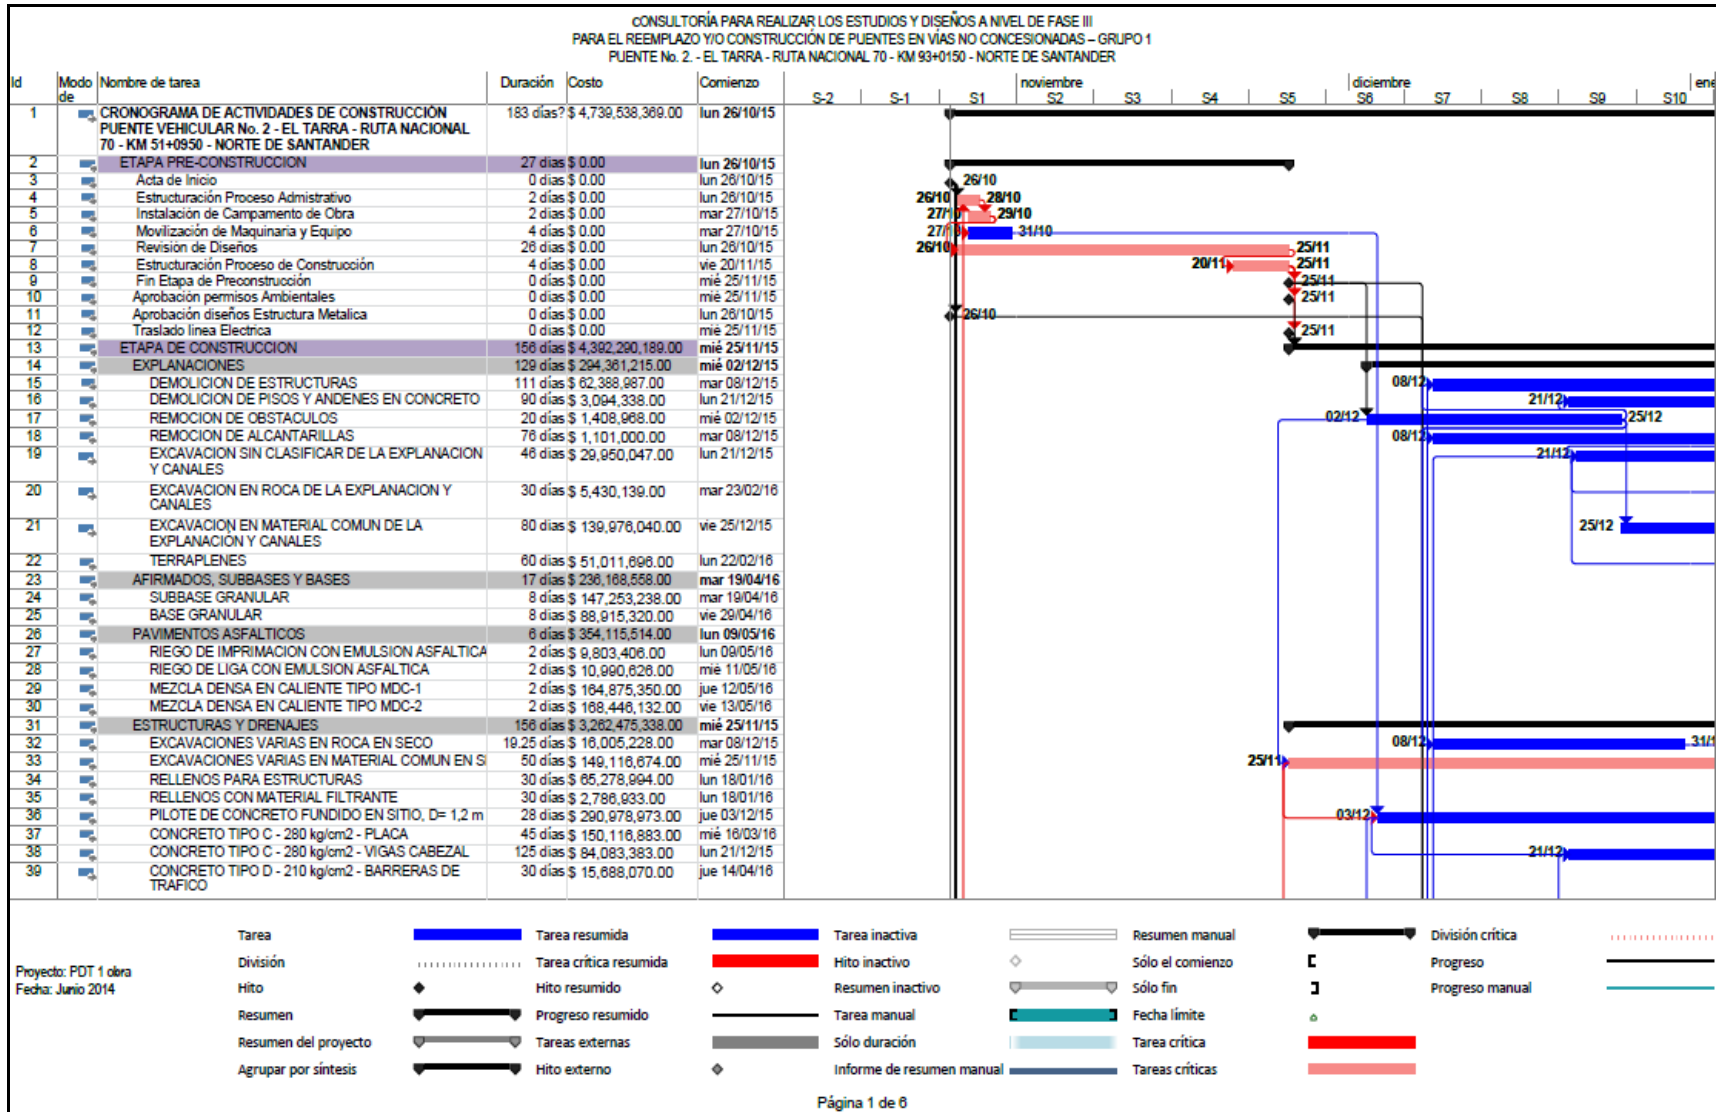 CONSULTORÍA PARA REALIZAR LOS ESTUDIOS Y DISEÑOS A NIVEL DE FASE III
PARA EL REEMPLAZO Y/O CONSTRUCCIÓN DE PUENTES EN VÍAS NO CONCESIONADAS – GRUPO 1
PUENTE No. 2. - EL TARRA - RUTA NACIONAL 70 - KM 93+0150 - NORTE DE SANTANDER
Id Modo de Nombre de tarea Duración Costo Comienzo noviembre diciembre ene
S-2 S-1 S1 S2 S3 S4 S5 S6 S7 S8 S9 S10
1 CRONOGRAMA DE ACTIVIDADES DE CONSTRUCCIÓN 183 días? $ 4,739,538,369.00 lun 26/10/15
PUENTE VEHICULAR No. 2 - EL TARRA - RUTA NACIONAL
70 - KM 51+0950 - NORTE DE SANTANDER
2 ETAPA PRE-CONSTRUCCION 27 días $ 0.00 lun 26/10/15
3 Acta de Inicio 0 días $ 0.00 lun 26/10/15 26/10
4 Estructuración Proceso Admistrativo 2 días $ 0.00 lun 26/10/15 26/10 28/10
5 Instalación de Campamento de Obra 2 días $ 0.00 mar 27/10/15 27/10 29/10
6 Movilización de Maquinaria y Equipo 4 días $ 0.00 mar 27/10/15 27/10 31/10
7 Revisión de Diseños 26 días $ 0.00 lun 26/10/15 26/10 25/11
8 Estructuración Proceso de Construcción 4 días $ 0.00 vie 20/11/15 20/11 25/11
9 Fin Etapa de Preconstrucción 0 días $ 0.00 mié 25/11/15 25/11
10 Aprobación permisos Ambientales 0 días $ 0.00 mié 25/11/15 25/11
11 Aprobación diseños Estructura Metalica 0 días $ 0.00 lun 26/10/15 26/10
12 Traslado linea Electrica 0 días $ 0.00 mié 25/11/15 25/11
13 ETAPA DE CONSTRUCCION 156 días $ 4,392,290,189.00 mié 25/11/15
14 EXPLANACIONES 129 días $ 294,361,215.00 mié 02/12/15
15 DEMOLICION DE ESTRUCTURAS 111 días $ 62,388,987.00 mar 08/12/15 08/12
16 DEMOLICION DE PISOS Y ANDENES EN CONCRETO 90 días $ 3,094,338.00 lun 21/12/15 21/12
17 REMOCION DE OBSTACULOS 20 días $ 1,408,968.00 mié 02/12/15 02/12 25/12
18 REMOCION DE ALCANTARILLAS 76 días $ 1,101,000.00 mar 08/12/15 08/12
19 EXCAVACION SIN CLASIFICAR DE LA EXPLANACION 46 días $ 29,950,047.00 lun 21/12/15 21/12
Y CANALES
20 EXCAVACION EN ROCA DE LA EXPLANACION Y 30 días $ 5,430,139.00 mar 23/02/16
CANALES
21 EXCAVACION EN MATERIAL COMUN DE LA 80 días $ 139,976,040.00 vie 25/12/15 25/12
EXPLANACIÓN Y CANALES
22 TERRAPLENES 60 días $ 51,011,696.00 lun 22/02/16
23 AFIRMADOS, SUBBASES Y BASES 17 días $ 236,168,558.00 mar 19/04/16
24 SUBBASE GRANULAR 8 días $ 147,253,238.00 mar 19/04/16
25 BASE GRANULAR 8 días $ 88,915,320.00 vie 29/04/16
26 PAVIMENTOS ASFALTICOS 6 días $ 354,115,514.00 lun 09/05/16
27 RIEGO DE IMPRIMACION CON EMULSION ASFALTICA 2 días $ 9,803,406.00 lun 09/05/16
28 RIEGO DE LIGA CON EMULSION ASFALTICA 2 días $ 10,990,626.00 mié 11/05/16
29 MEZCLA DENSA EN CALIENTE TIPO MDC-1 2 días $ 164,875,350.00 jue 12/05/16
30 MEZCLA DENSA EN CALIENTE TIPO MDC-2 2 días $ 168,446,132.00 vie 13/05/16
31 ESTRUCTURAS Y DRENAJES 156 días $ 3,262,475,338.00 mié 25/11/15
32 EXCAVACIONES VARIAS EN ROCA EN SECO 19.25 días $ 16,005,228.00 mar 08/12/15 08/12 31/1
33 EXCAVACIONES VARIAS EN MATERIAL COMUN EN S 50 días $ 149,116,674.00 mié 25/11/15 25/11
34 RELLENOS PARA ESTRUCTURAS 30 días $ 65,278,994.00 lun 18/01/16
35 RELLENOS CON MATERIAL FILTRANTE 30 días $ 2,786,933.00 lun 18/01/16
36 PILOTE DE CONCRETO FUNDIDO EN SITIO, D= 1,2 m 28 días $ 290,978,973.00 jue 03/12/15 03/12
37 CONCRETO TIPO C - 280 kg/cm2 - PLACA 45 días $ 150,116,883.00 mié 16/03/16
38 CONCRETO TIPO C - 280 kg/cm2 - VIGAS CABEZAL 125 días $ 84,083,383.00 lun 21/12/15 21/12
39 CONCRETO TIPO D - 210 kg/cm2 - BARRERAS DE 30 días $ 15,688,070.00 jue 14/04/16
TRAFICO
Proyecto: PDT 1 obra
Fecha: Junio 2014
Tarea Tarea resumida Tarea inactiva Resumen manual División crítica
División Tarea crítica resumida Hito inactivo Sólo el comienzo Progreso
Hito Hito resumido Resumen inactivo Sólo fin Progreso manual
Resumen Progreso resumido Tarea manual Fecha límite
Resumen del proyecto Tareas externas Sólo duración Tarea crítica
Agrupar por síntesis Hito externo Informe de resumen manual Tareas críticas
Página 1 de 6